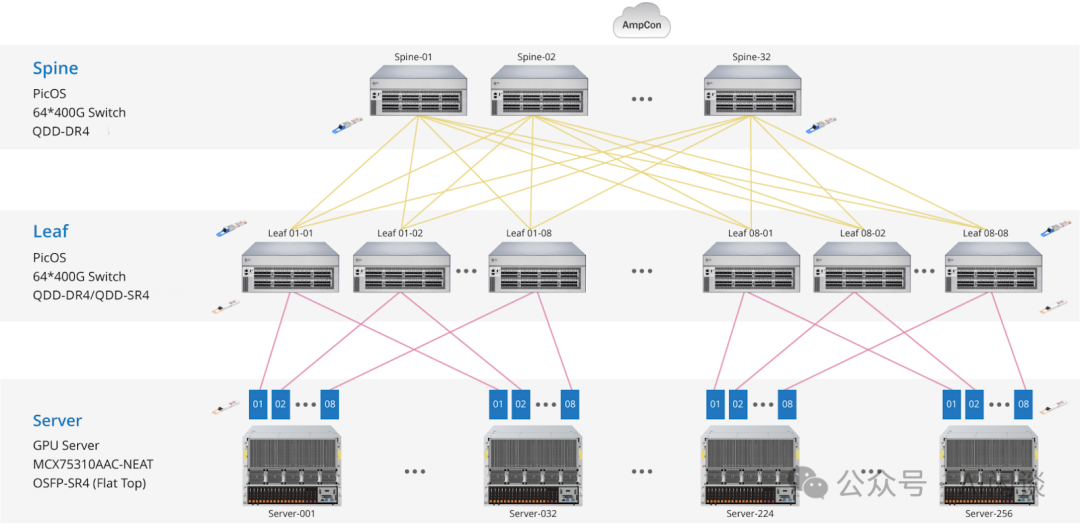 AmpCon
Spine-01
Spine-02
Spine-32
Spine
PicOS
64*400G Switch
QDD-DR4
Leaf
PicOS
64*400G Switch
QDD-DR4/QDD-SR4
Leaf 01-01
Leaf 01-02
Leaf 01-08
Leaf 08-01
Leaf 08-02
Leaf 08-08
01
02
08
01
02
08
01
02
08
01
02
08
Server
GPU Server
MCX75310AAC-NEAT
OSFP-SR4 (Flat Top)
Server-001
Server-032
Server-224
Server-256
公众号